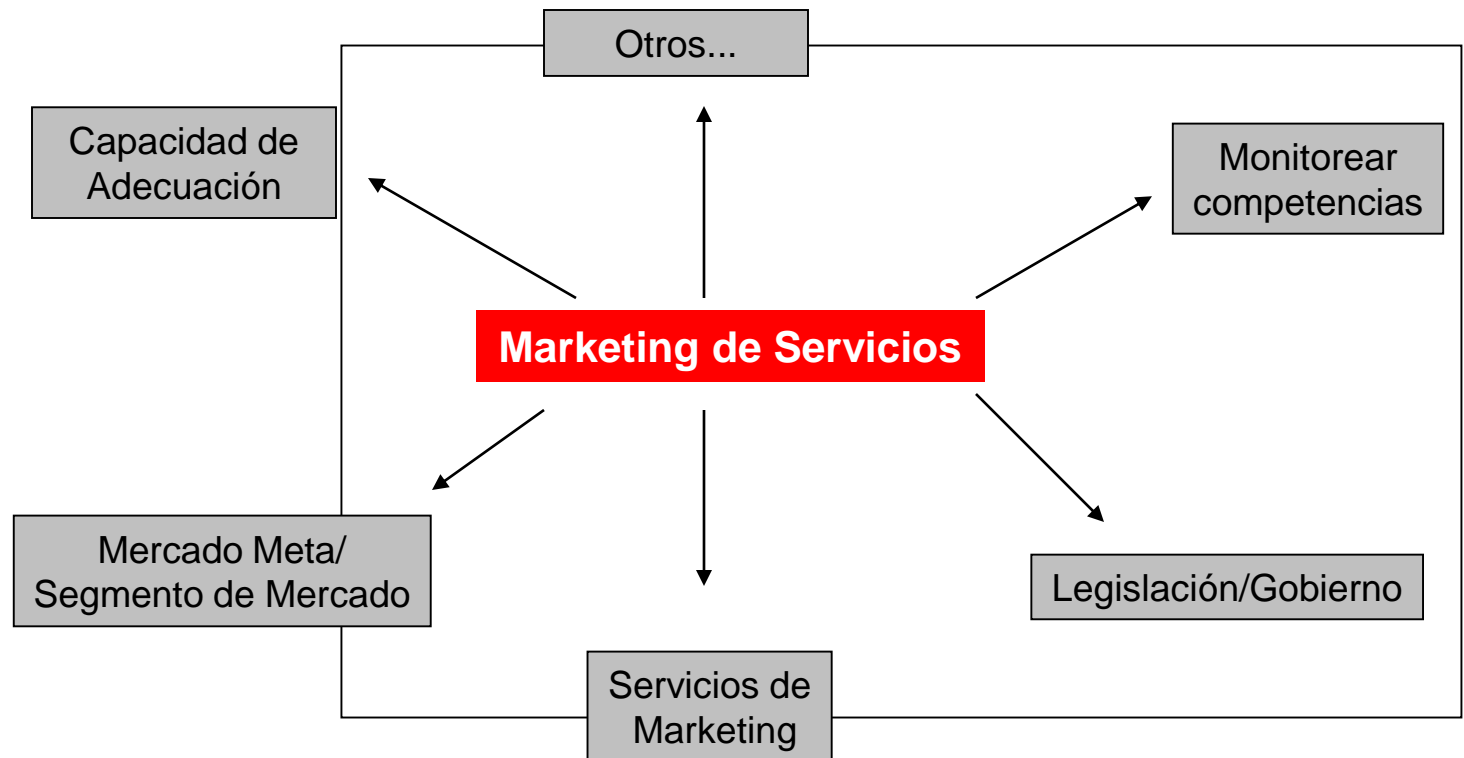 Otros...
Capacidad de
Adecuación
Monitorear
competencias
Marketing de Servicios
Mercado Meta/
Segmento de Mercado
Legislación/Gobierno
Servicios de
Marketing